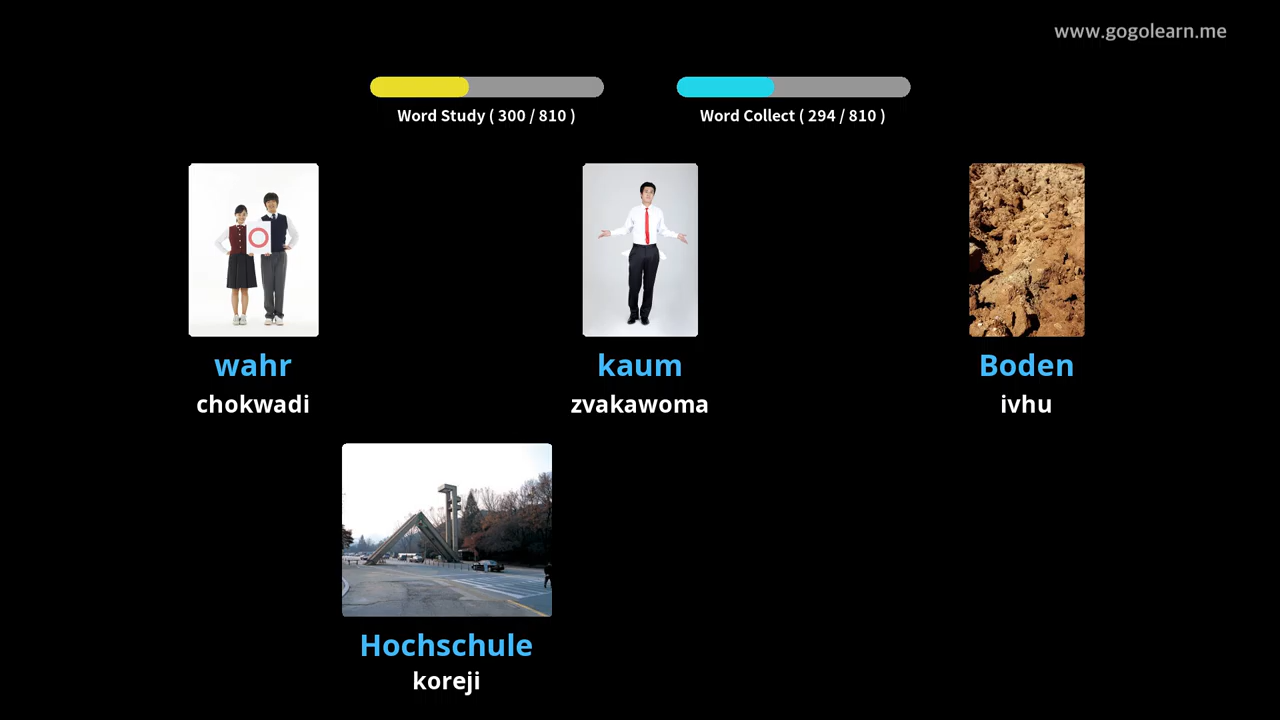 www.gogolearn.me
Word Study ( 300 / 810 )
Word Collect ( 294 / 810 )
wahr
chokwadi
kaum
zvakawoma
Boden
ivhu
Hochschule
koreji